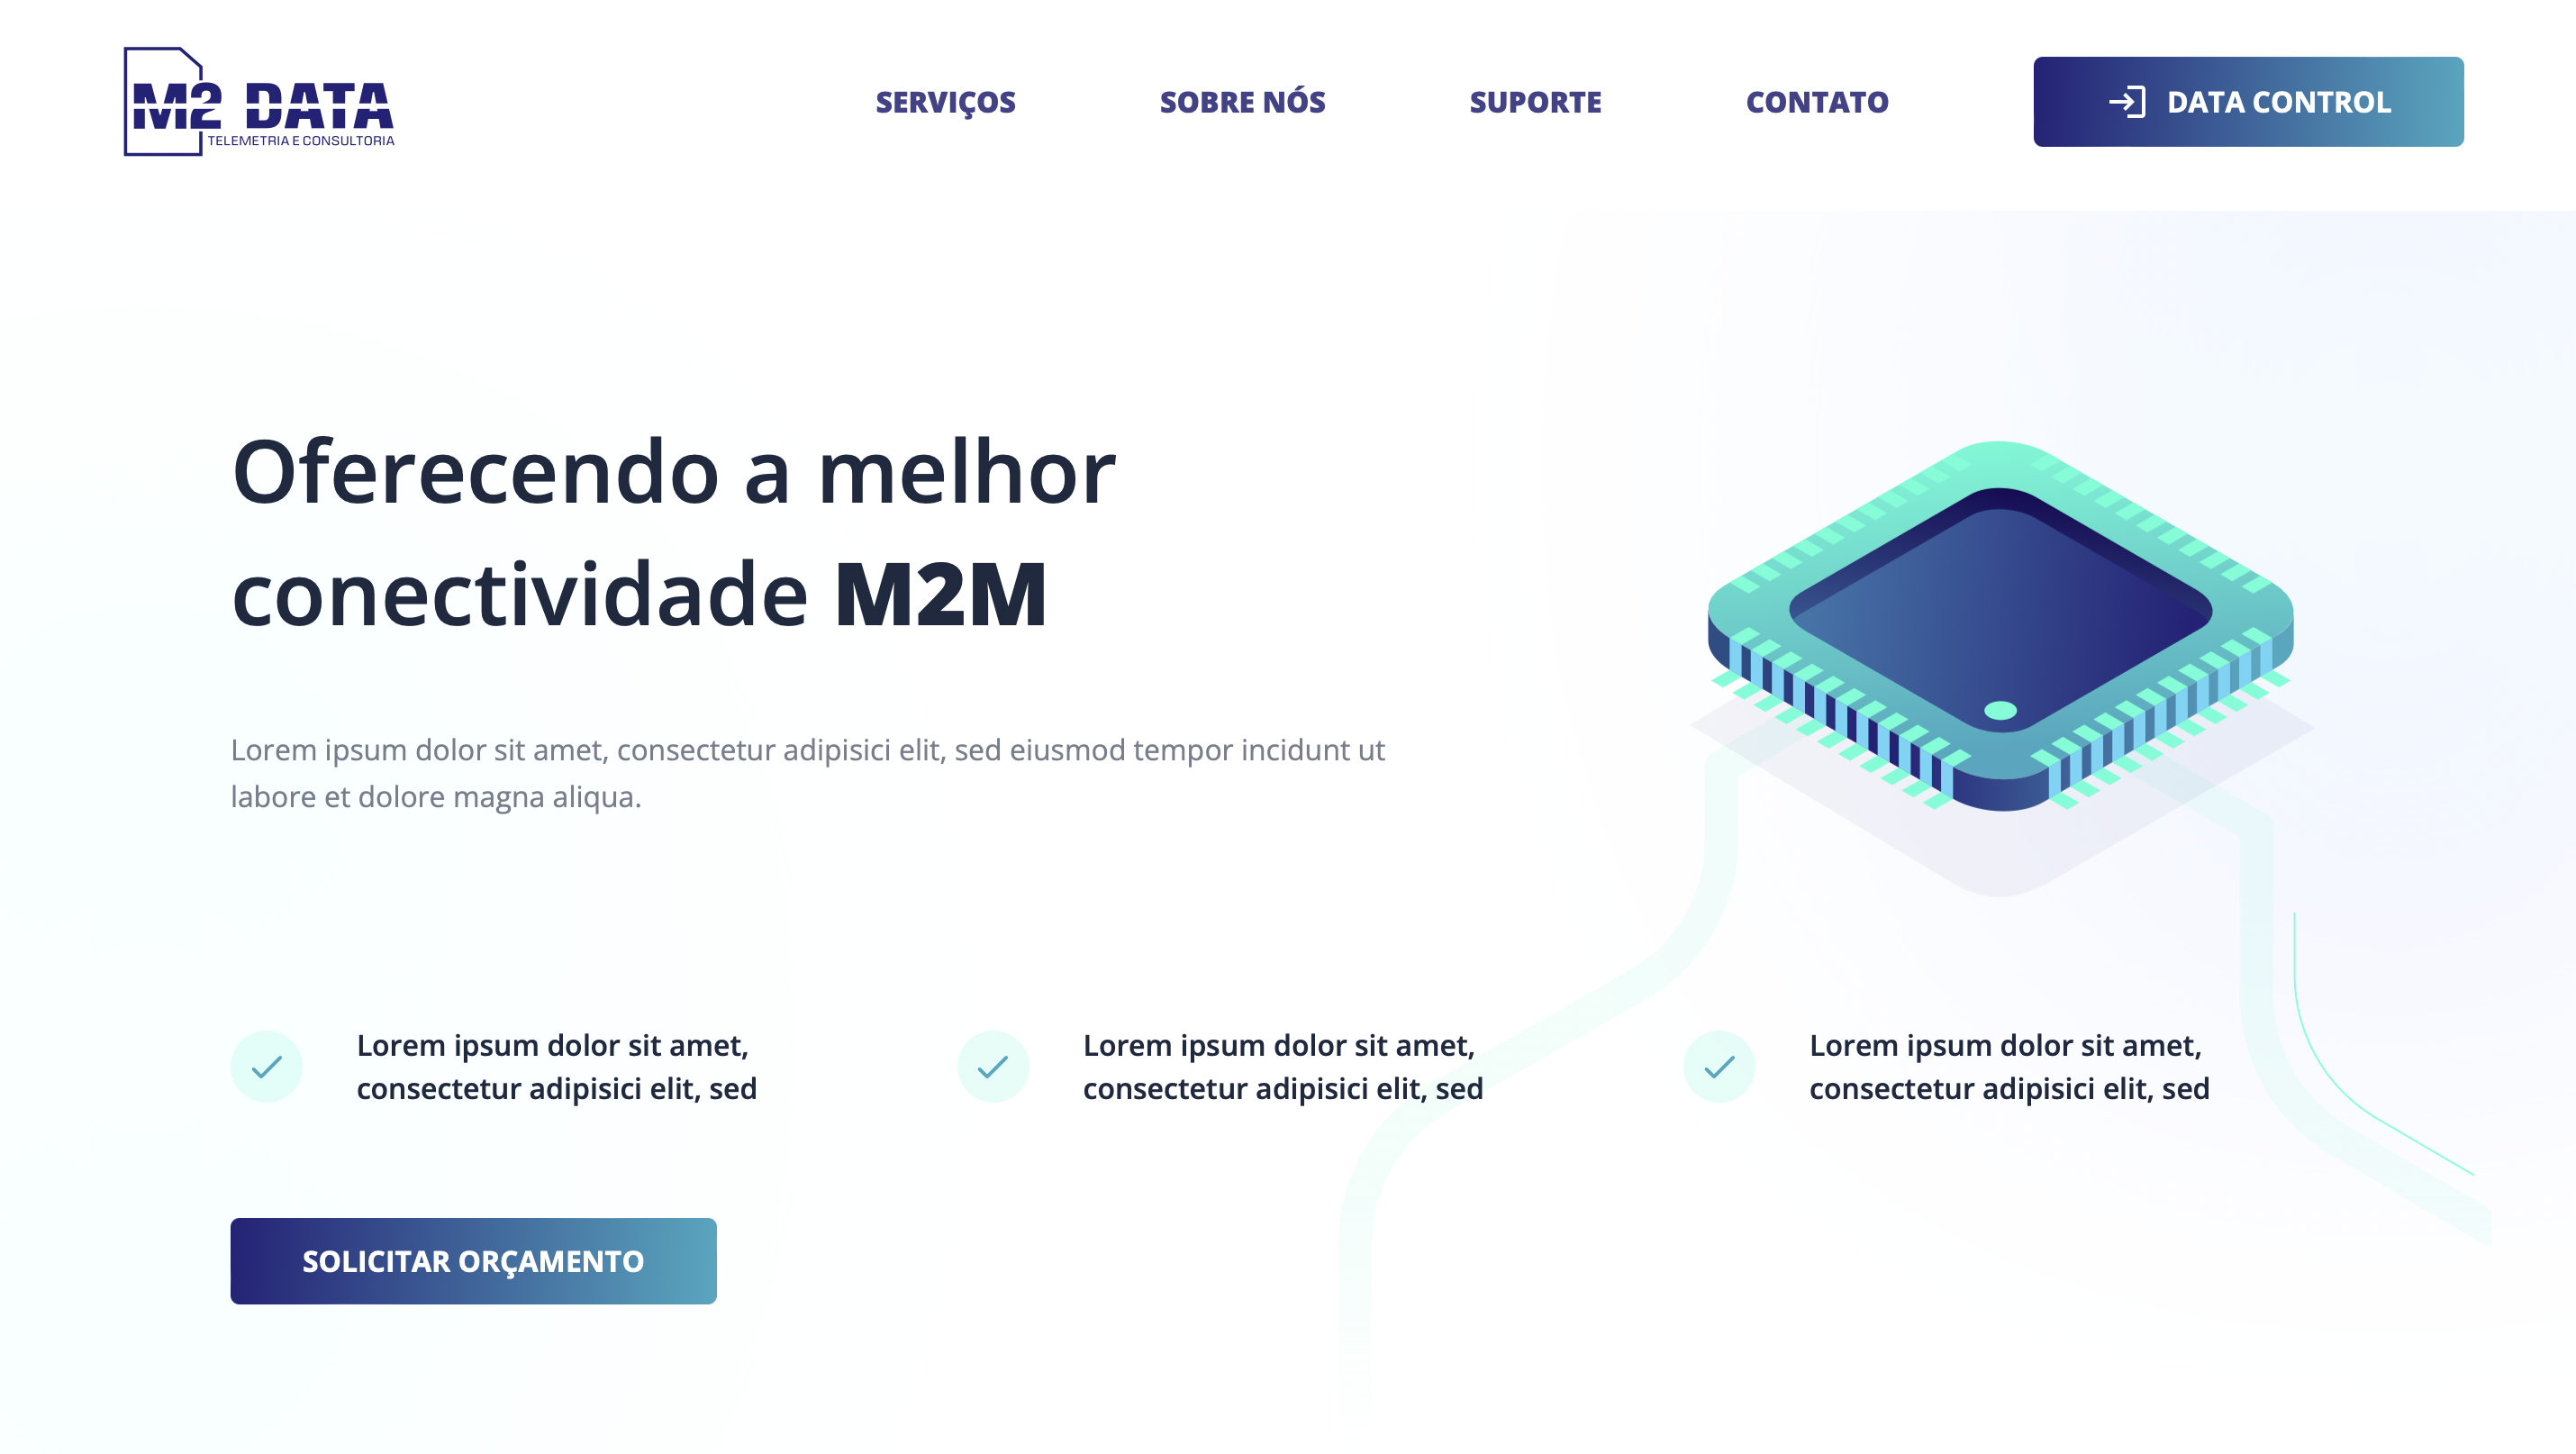 M2 DATA
TELEMETRIA E CONSULTORIA
SERVIÇOS
SOBRE NÓS
SUPORTE
CONTATO
DATA CONTROL
Oferecendo a melhor
conectividade M2M
Lorem ipsum dolor sit amet, consectetur adipisici elit, sed eiusmod tempor incidunt ut
labore et dolore magna aliqua.
Lorem ipsum dolor sit amet,
consectetur adipisici elit, sed
Lorem ipsum dolor sit amet,
consectetur adipisici elit, sed
Lorem ipsum dolor sit amet,
consectetur adipisici elit, sed
SOLICITAR ORÇAMENTO